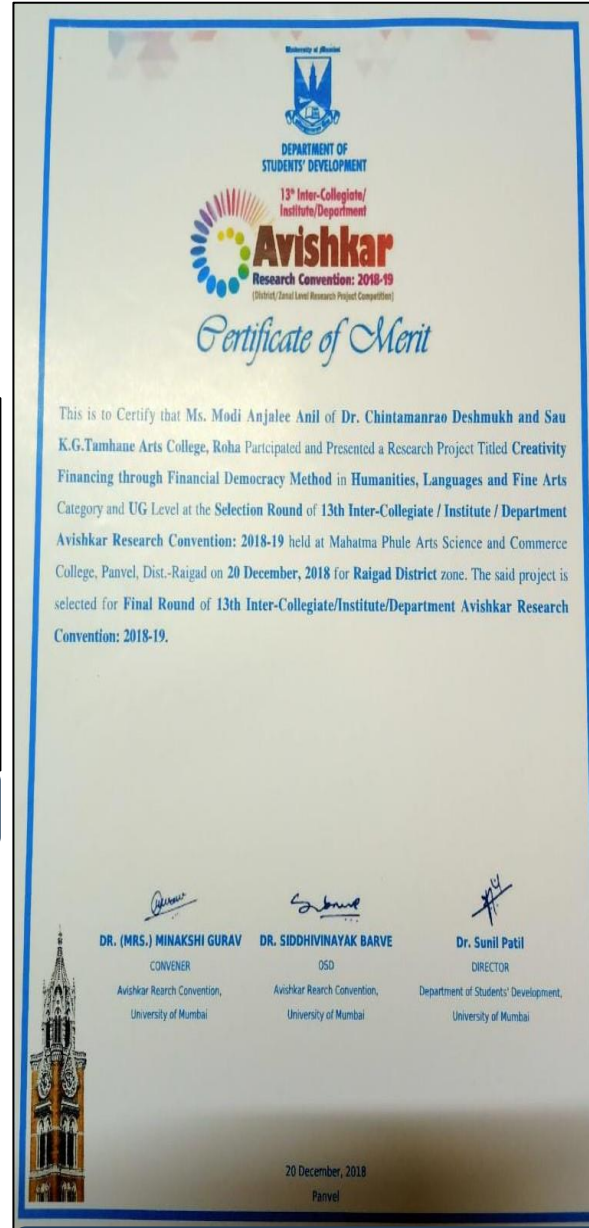 University of Mumbai
DEPARTMENT OF
STUDENTS' DEVELOPMENT
13th Inter-Collegiate/
Institute/Department
Avishkar
Research Convention: 2018-19
(District/Zonal Level Research Project Competition)
Certificate of Merit
This is to Certify that Ms. Modi Anjalee Anil of Dr. Chintamanrao Deshmukh and Sau
K.G.Tamhane Arts College, Roha Partcipated and Presented a Research Project Titled Creativity
Financing through Financial Democracy Method in Humanities, Languages and Fine Arts
Category and UG Level at the Selection Round of 13th Inter-Collegiate / Institute / Department
Avishkar Research Convention: 2018-19 held at Mahatma Phule Arts Science and Commerce
College, Panvel, Dist.-Raigad on 20 December, 2018 for Raigad District zone. The said project is
selected for Final Round of 13th Inter-Collegiate/Institute/Department Avishkar Research
Convention: 2018-19.
DR. (MRS.) MINAKSHI GURAV
CONVENER
Avishkar Rearch Convention,
University of Mumbai
DR. SIDDHIVINAYAK BARVE
OSD
Avishkar Rearch Convention,
University of Mumbai
Dr. Sunil Patil
DIRECTOR
Department of Students' Development,
University of Mumbai
20 December, 2018
Panvel